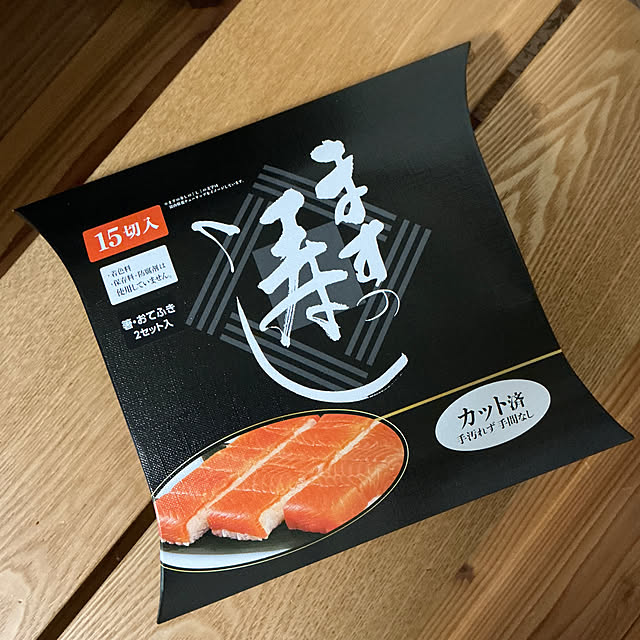 ますの
寿し
15切入
・着色料
・保存料・防腐剤は
使用していません。
箸・おてふき
2セット入
カット済
手汚れず 手間なし